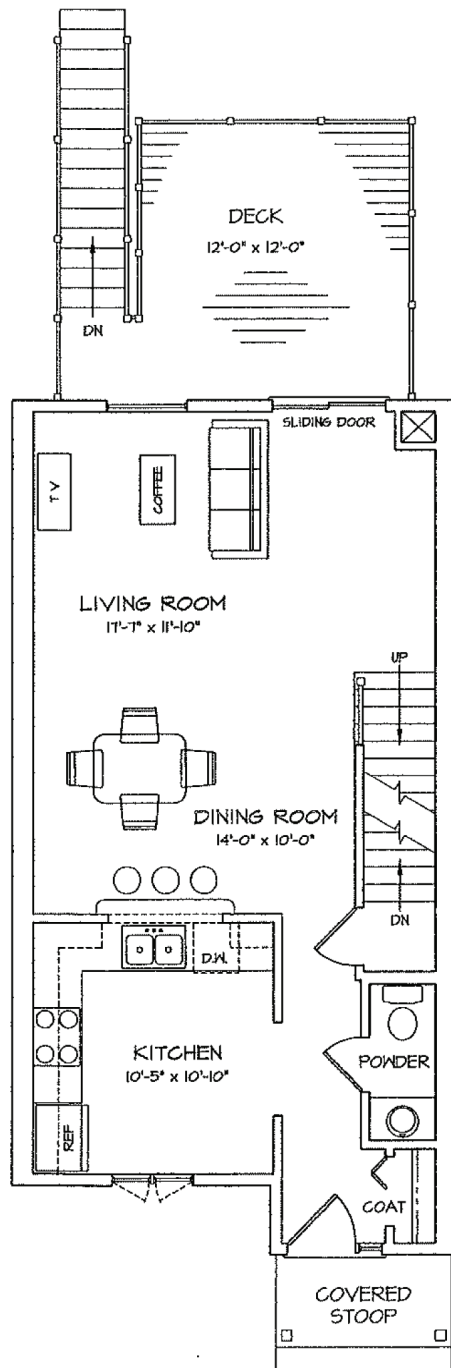 DECK
12'-0" x 12'-0"
DN
SLIDING DOOR
TV
COFFEE
LIVING ROOM
17'-7" x 11'-10"
UP
DINING ROOM
14'-0" x 10'-0"
DN
D.W.
KITCHEN
10'-5" x 10'-10"
POWDER
REF
COAT
COVERED
STOOP